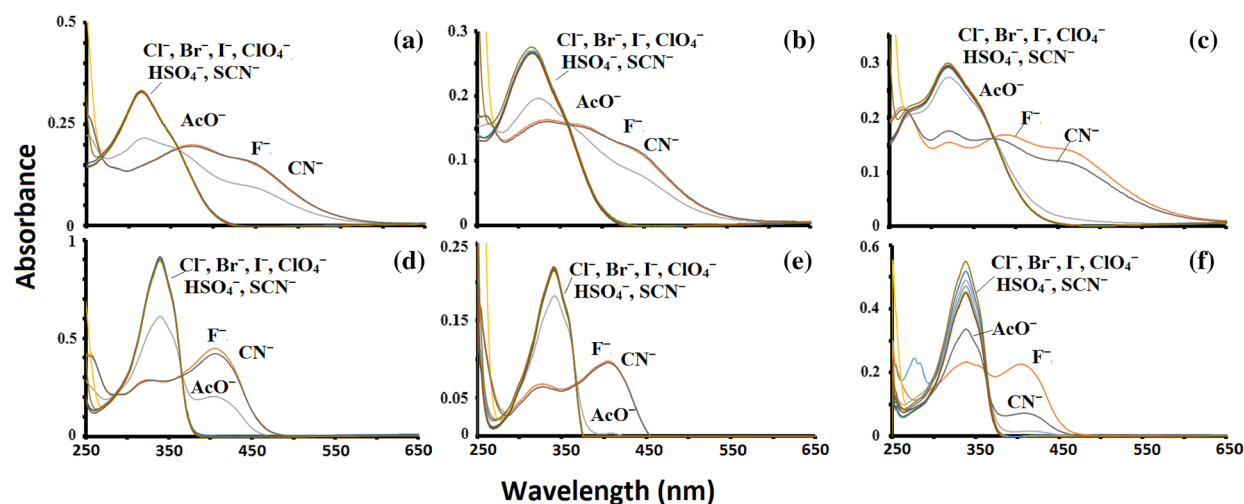 0.5
(a)
Cl⁻, Br⁻, I⁻, ClO₄⁻
HSO₄⁻, SCN⁻
0.25
AcO⁻
F⁻
CN⁻
0
0.3
(b)
Cl⁻, Br⁻, I⁻, ClO₄⁻
HSO₄⁻, SCN⁻
0.2
AcO⁻
F⁻
0.1
CN⁻
0
(c)
Cl⁻, Br⁻, I⁻, ClO₄⁻
HSO₄⁻, SCN⁻
0.3
AcO⁻
0.2
F⁻
CN⁻
0.1
0
250 350 450 550 650
250 350 450 550 650
250 350 450 550 650
Absorbance
1
(d)
Cl⁻, Br⁻, I⁻, ClO₄⁻
HSO₄⁻, SCN⁻
0.5
F⁻
CN⁻
AcO⁻
0
250 350 450 550 650
0.25
(e)
Cl⁻, Br⁻, I⁻, ClO₄⁻
0.2
HSO₄⁻, SCN⁻
0.15
F⁻
CN⁻
0.05
AcO⁻
0
250 350 450 550 650
0.6
(f)
Cl⁻, Br⁻, I⁻, ClO₄⁻
HSO₄⁻, SCN⁻
0.4
AcO⁻
F⁻
0.2
CN⁻
0
250 350 450 550 650
Wavelength (nm)